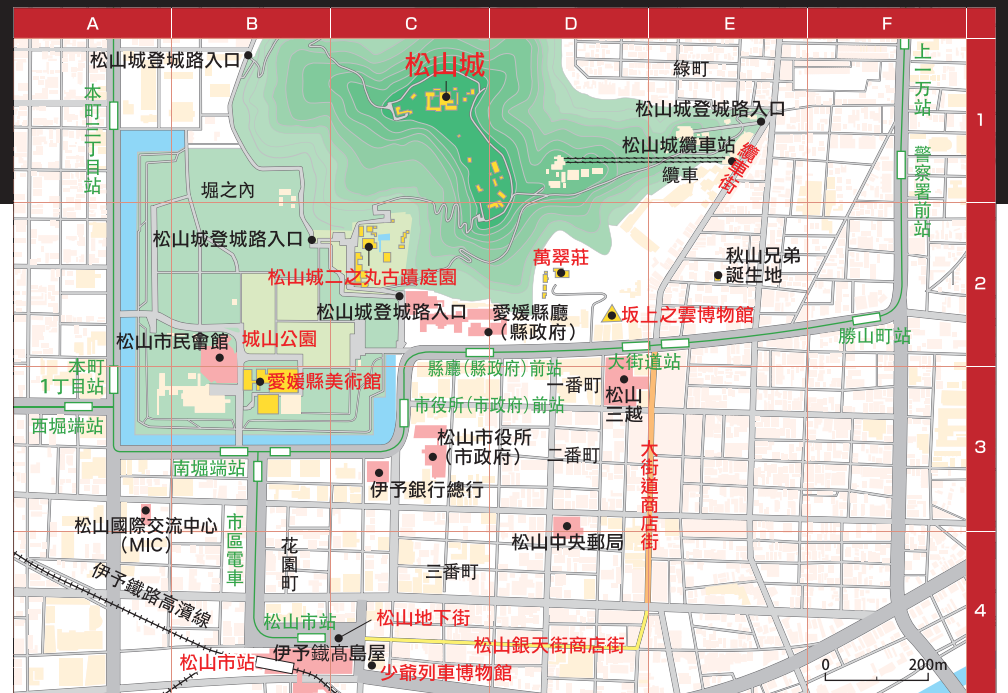 A B C D E F
松山城登城路入口
松山城
綠町
上一万站
本町三丁目站
松山城登城路入口
1
松山城纜車站
纜車
纜車街
警察署前站
堀之內
松山城登城路入口
松山城二之丸古蹟庭園
萬翠莊
秋山兄弟
誕生地
2
松山城登城路入口
愛媛縣廳
（縣政府）
坂上之雲博物館
松山市民會館
城山公園
勝山町站
本町
1丁目站
愛媛縣美術館
縣廳(縣政府)前站
大街道站
一番町
松山
三越
西堀端站
市役所(市政府)前站
松山市役所
（市政府）
二番町
3
南堀端站
伊予銀行總行
大街道商店街
松山國際交流中心
（MIC）
市區電車
花園町
松山中央郵局
三番町
伊予鐵路高濱線
4
松山市站
松山地下街
伊予鐵髙島屋
松山銀天街商店街
松山市站
少爺列車博物館
0 200m